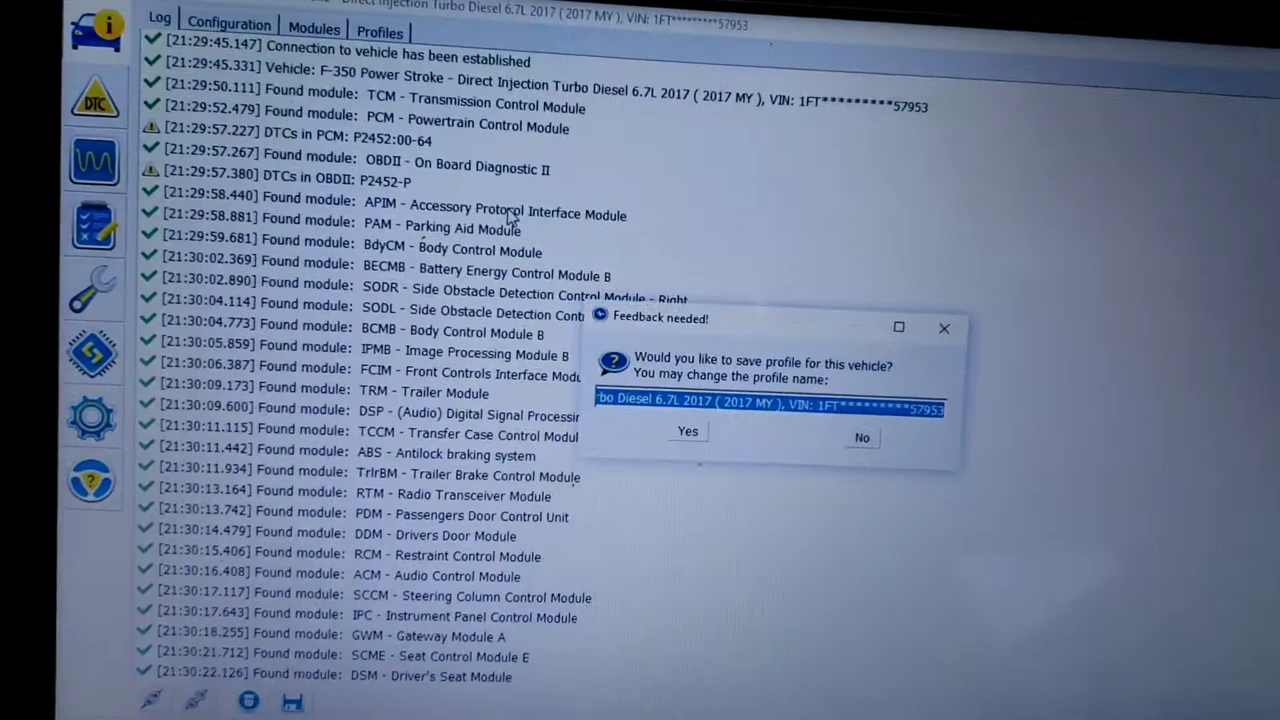 Direct Injection Turbo Diesel 6.7L 2017 ( 2017 MY ), VIN: 1FT*********57953
Log Configuration Modules Profiles
[21:29:45.147] Connection to vehicle has been established
[21:29:45.331] Vehicle: F-350 Power Stroke - Direct Injection Turbo Diesel 6.7L 2017 ( 2017 MY ), VIN: 1FT*********57953
[21:29:50.111] Found module: TCM - Transmission Control Module
[21:29:52.479] Found module: PCM - Powertrain Control Module
[21:29:57.227] DTCs in PCM: P2452:00-64
[21:29:57.267] Found module: OBDII - On Board Diagnostic II
[21:29:57.380] DTCs in OBDII: P2452-P
[21:29:58.440] Found module: APIM - Accessory Protocol Interface Module
[21:29:58.881] Found module: PAM - Parking Aid Module
[21:29:59.681] Found module: BdyCM - Body Control Module
[21:30:02.369] Found module: BECMB - Battery Energy Control Module B
[21:30:02.890] Found module: SODR - Side Obstacle Detection Control Module - Right
[21:30:04.114] Found module: SODL - Side Obstacle Detection Cont
[21:30:04.773] Found module: BCMB - Body Control Module B
[21:30:05.859] Found module: IPMB - Image Processing Module B
[21:30:06.387] Found module: FCIM - Front Controls Interface Modu
[21:30:09.173] Found module: TRM - Trailer Module
[21:30:09.600] Found module: DSP - (Audio) Digital Signal Processin
[21:30:11.115] Found module: TCCM - Transfer Case Control Modul
[21:30:11.442] Found module: ABS - Antilock braking system
[21:30:11.934] Found module: TrlrBM - Trailer Brake Control Module
[21:30:13.164] Found module: RTM - Radio Transceiver Module
[21:30:13.742] Found module: PDM - Passengers Door Control Unit
[21:30:14.479] Found module: DDM - Drivers Door Module
[21:30:15.406] Found module: RCM - Restraint Control Module
[21:30:16.408] Found module: ACM - Audio Control Module
[21:30:17.117] Found module: SCCM - Steering Column Control Module
[21:30:17.643] Found module: IPC - Instrument Panel Control Module
[21:30:18.255] Found module: GWM - Gateway Module A
[21:30:21.712] Found module: SCME - Seat Control Module E
[21:30:22.126] Found module: DSM - Driver's Seat Module
DTC
Feedback needed!
Would you like to save profile for this vehicle?
You may change the profile name:
rbo Diesel 6.7L 2017 ( 2017 MY ), VIN: 1FT*********57953
Yes No